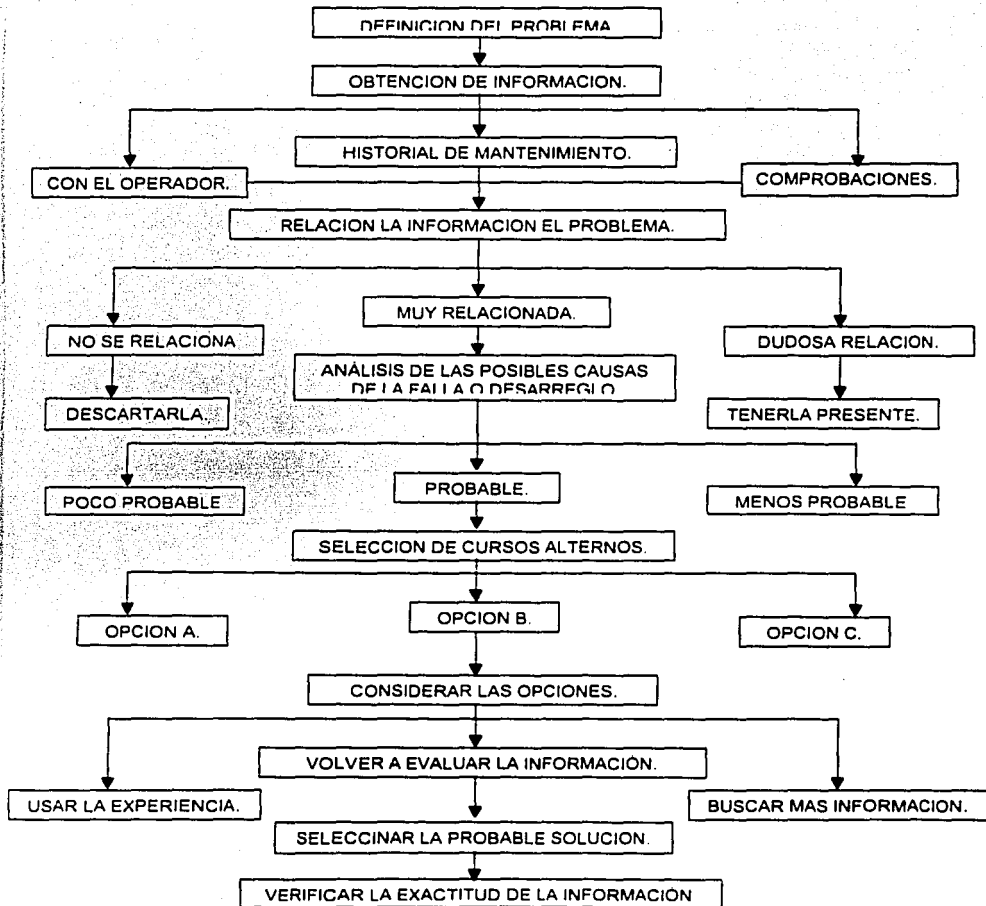 DEFINICION DEL PROBLEMA
OBTENCION DE INFORMACION.
HISTORIAL DE MANTENIMIENTO.
CON EL OPERADOR.
COMPROBACIONES.
RELACION LA INFORMACION EL PROBLEMA.
MUY RELACIONADA.
NO SE RELACIONA
DUDOSA RELACION.
ANÁLISIS DE LAS POSIBLES CAUSAS
DE LA FALLA O DESARREGLO
DESCARTARLA.
TENERLA PRESENTE.
POCO PROBABLE
PROBABLE.
MENOS PROBABLE
SELECCION DE CURSOS ALTERNOS.
OPCION A.
OPCION B.
OPCION C.
CONSIDERAR LAS OPCIONES.
VOLVER A EVALUAR LA INFORMACIÓN.
USAR LA EXPERIENCIA.
BUSCAR MAS INFORMACION.
SELECCINAR LA PROBABLE SOLUCION.
VERIFICAR LA EXACTITUD DE LA INFORMACIÓN